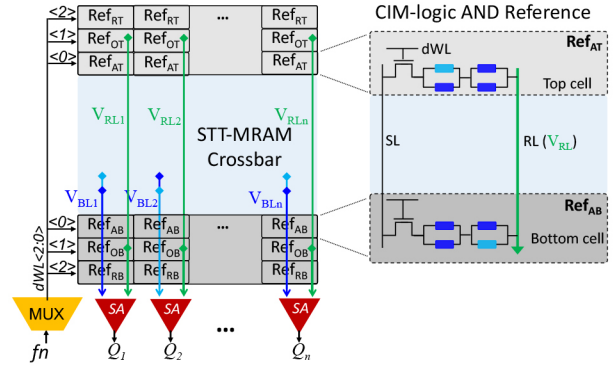 CIM-logic AND Reference
<2> Ref_RT Ref_RT ... Ref_RT
<1> Ref_OT Ref_OT Ref_OT
<0> Ref_AT Ref_AT Ref_AT
Ref_AT
dWL
Top cell
V_RL1 V_RL2 V_RLn
STT-MRAM
Crossbar
SL
RL (V_RL)
V_BL1 V_BL2 V_BLn
<0> Ref_AB Ref_AB ... Ref_AB
<1> Ref_OB Ref_OB Ref_OB
<2> Ref_RB Ref_RB Ref_RB
Ref_AB
Bottom cell
dWL<2:0>
MUX
SA SA ... SA
fn
Q_1 Q_2 Q_n